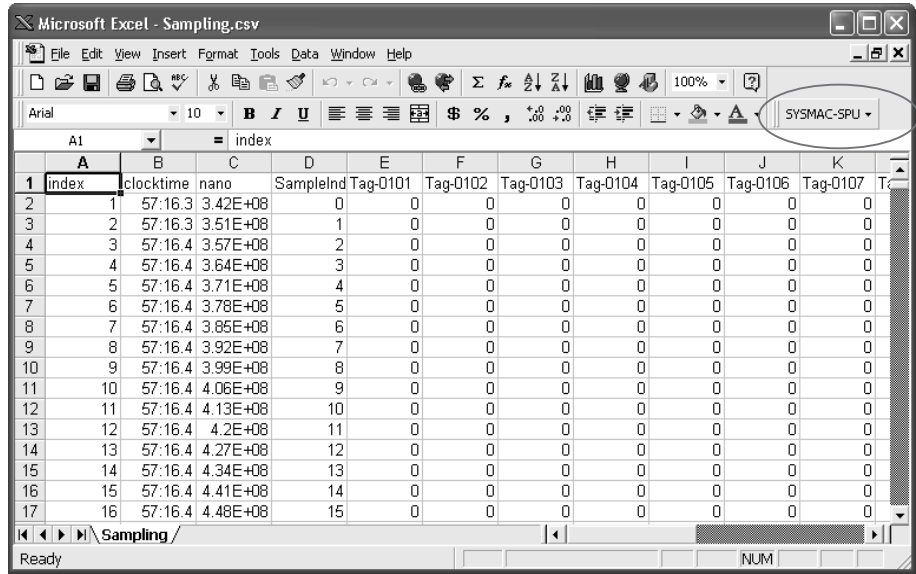 Microsoft Excel - Sampling.csv
File Edit View Insert Format Tools Data Window Help
100%
Arial 10 B I U $ % , SYSMAC-SPU
A1 = index
A B C D E F G H I J K
1 index clocktime nano SampleInd Tag-0101 Tag-0102 Tag-0103 Tag-0104 Tag-0105 Tag-0106 Tag-0107
2 1 57:16.3 3.42E+08 0 0 0 0 0 0 0 0
3 2 57:16.3 3.51E+08 1 0 0 0 0 0 0 0
4 3 57:16.4 3.57E+08 2 0 0 0 0 0 0 0
5 4 57:16.4 3.64E+08 3 0 0 0 0 0 0 0
6 5 57:16.4 3.71E+08 4 0 0 0 0 0 0 0
7 6 57:16.4 3.78E+08 5 0 0 0 0 0 0 0
8 7 57:16.4 3.85E+08 6 0 0 0 0 0 0 0
9 8 57:16.4 3.92E+08 7 0 0 0 0 0 0 0
10 9 57:16.4 3.99E+08 8 0 0 0 0 0 0 0
11 10 57:16.4 4.06E+08 9 0 0 0 0 0 0 0
12 11 57:16.4 4.13E+08 10 0 0 0 0 0 0 0
13 12 57:16.4 4.2E+08 11 0 0 0 0 0 0 0
14 13 57:16.4 4.27E+08 12 0 0 0 0 0 0 0
15 14 57:16.4 4.34E+08 13 0 0 0 0 0 0 0
16 15 57:16.4 4.41E+08 14 0 0 0 0 0 0 0
17 16 57:16.4 4.48E+08 15 0 0 0 0 0 0 0
Sampling
Ready NUM